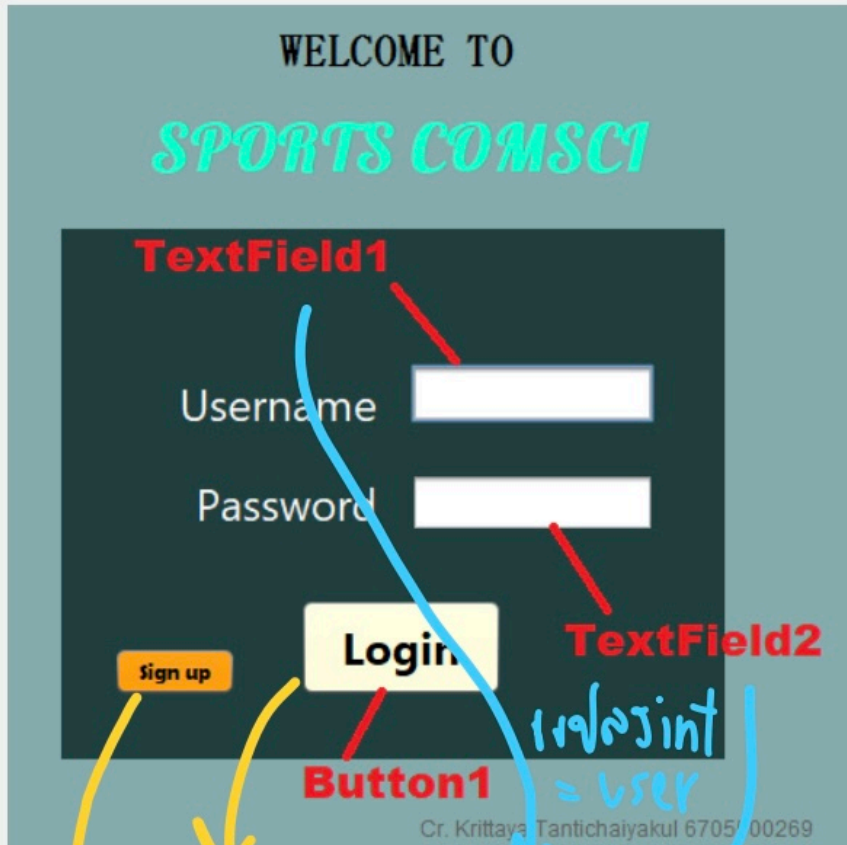 WELCOME TO
SPORTS COMSCI
TextField1
Username
Password
TextField2
Login
Sign up
แปลงint
= user
Button1
Cr. Krittaya Tantichaiyakul